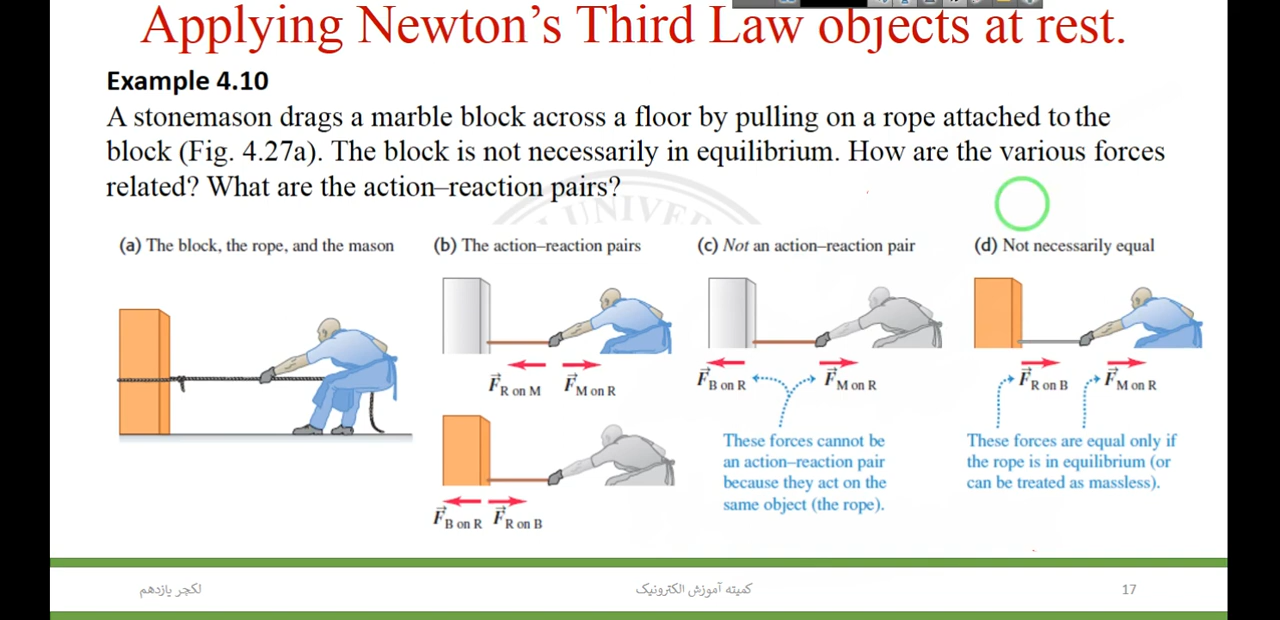 Applying Newton's Third Law objects at rest.
Example 4.10
A stonemason drags a marble block across a floor by pulling on a rope attached to the
block (Fig. 4.27a). The block is not necessarily in equilibrium. How are the various forces
related? What are the action–reaction pairs?
UNIVER
(a) The block, the rope, and the mason
(b) The action–reaction pairs
(c) Not an action–reaction pair
(d) Not necessarily equal
F⃗R on M F⃗M on R
F⃗B on R F⃗R on B
F⃗B on R F⃗M on R
These forces cannot be
an action–reaction pair
because they act on the
same object (the rope).
F⃗R on B F⃗M on R
These forces are equal only if
the rope is in equilibrium (or
can be treated as massless).
لکچر یازدهم
کمیته آموزش الکترونیک
17